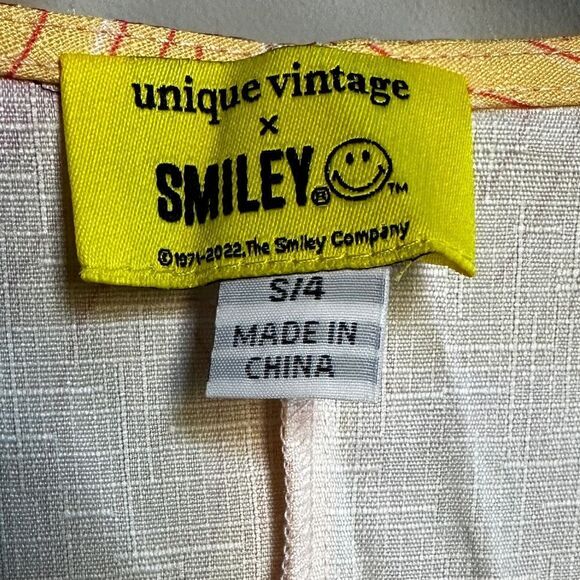 unique vintage
x
SMILEY® ™
©1971-2022, The Smiley Company
S/4
MADE IN
CHINA